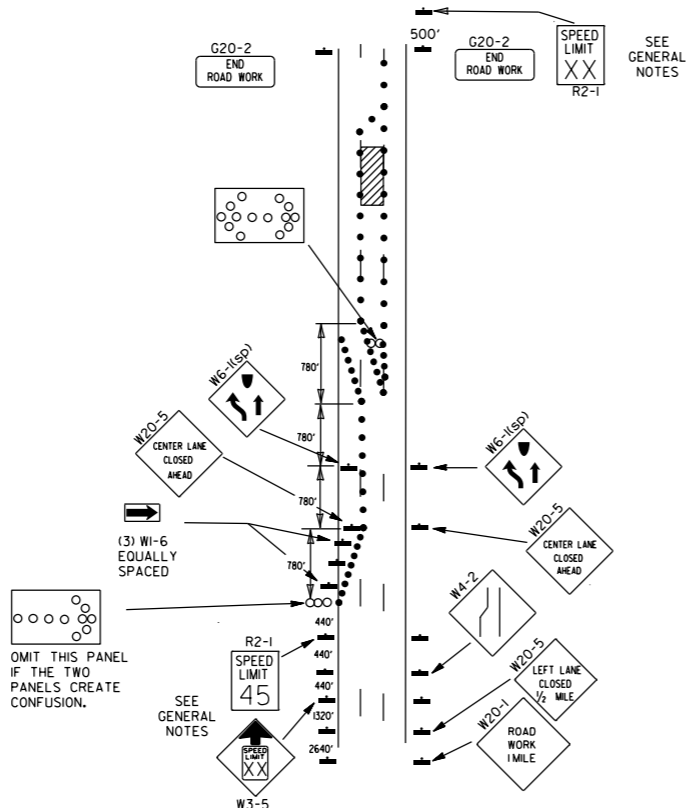 G20-2
END
ROAD WORK
500'
G20-2
END
ROAD WORK
SPEED
LIMIT
XX
R2-1
SEE
GENERAL
NOTES
780'
W6-1(sp)
780'
W20-5
CENTER LANE
CLOSED
AHEAD
780'
W6-1(sp)
(3) W1-6
EQUALLY
SPACED
780'
W20-5
CENTER LANE
CLOSED
AHEAD
OMIT THIS PANEL
IF THE TWO
PANELS CREATE
CONFUSION.
440'
R2-1
SPEED
LIMIT
45
440'
W4-2
440'
SEE
GENERAL
NOTES
1320'
W20-5
LEFT LANE
CLOSED
1/2 MILE
2640'
SPEED
LIMIT
XX
W3-5
W20-1
ROAD
WORK
1 MILE